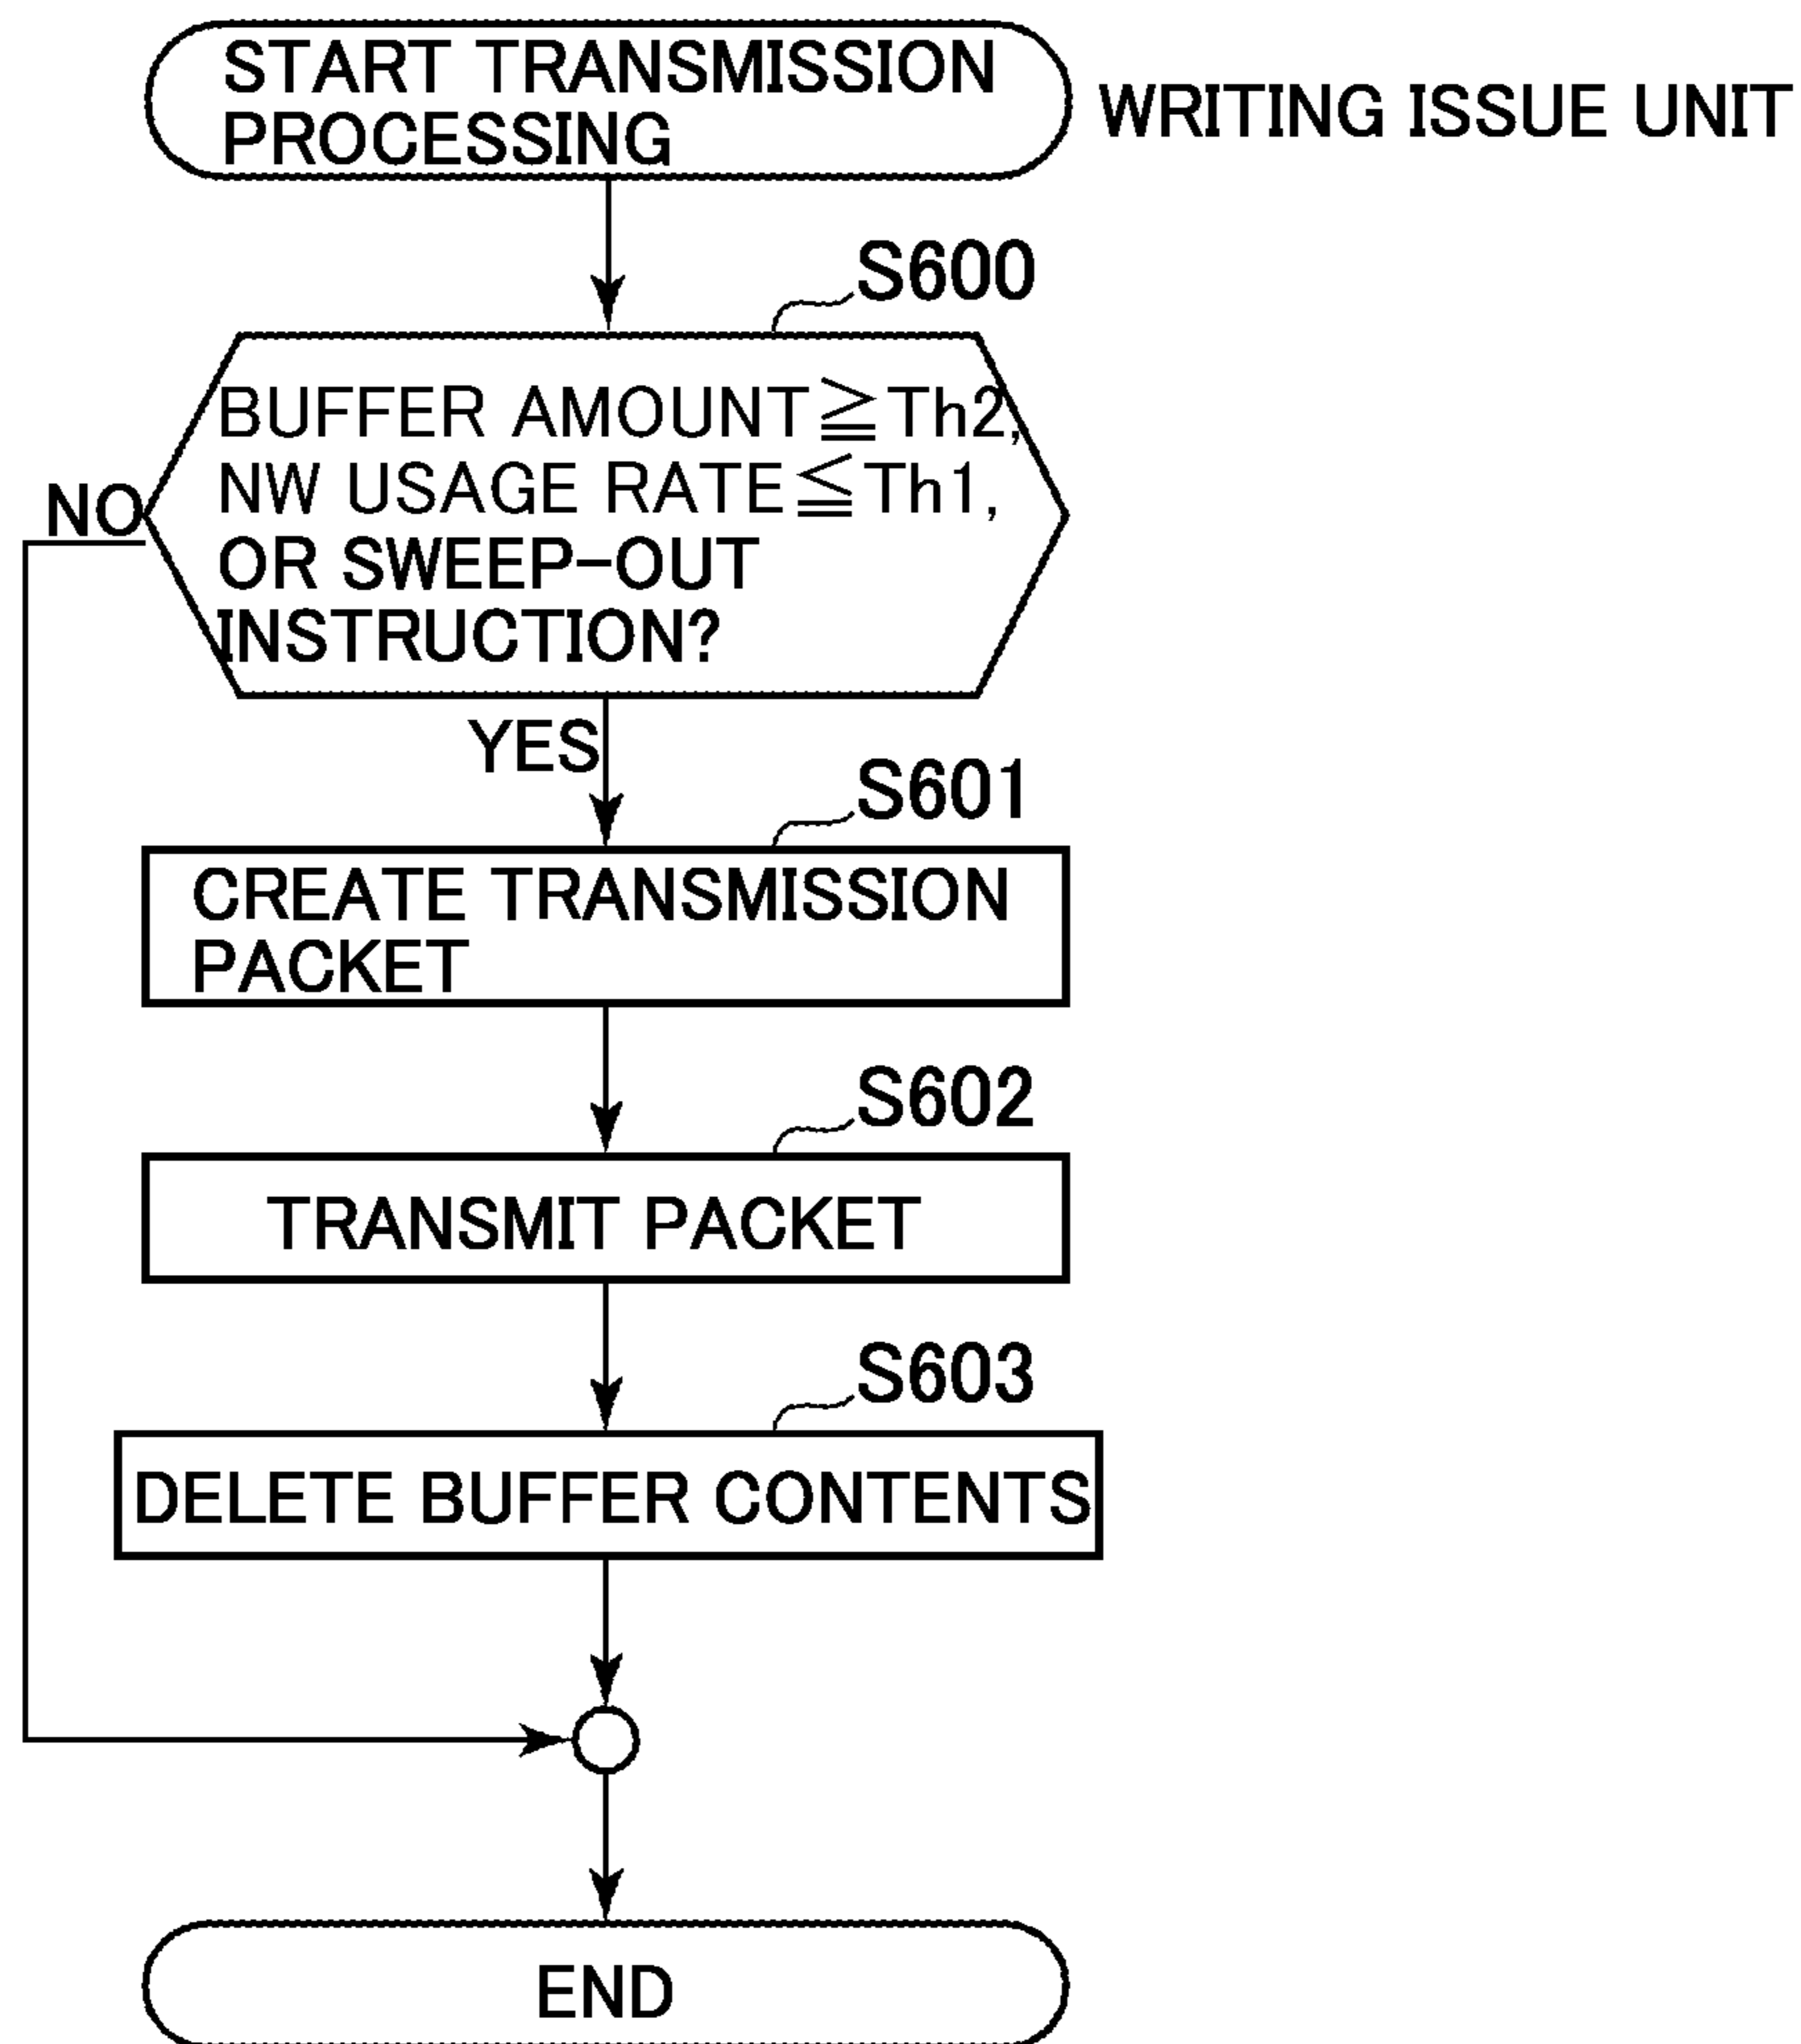 START TRANSMISSION
PROCESSING
WRITING ISSUE UNIT
S600
BUFFER AMOUNT≧Th2,
NW USAGE RATE≦Th1,
OR SWEEP-OUT
INSTRUCTION?
NO
YES
S601
CREATE TRANSMISSION
PACKET
S602
TRANSMIT PACKET
S603
DELETE BUFFER CONTENTS
END